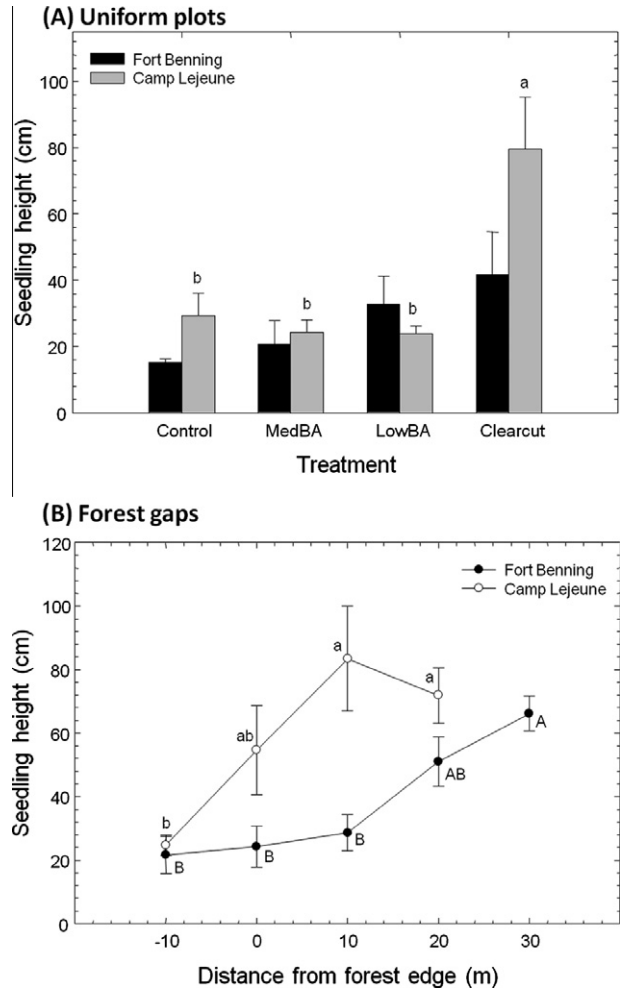 (A) Uniform plots
Fort Benning
Camp Lejeune
Seedling height (cm)
100
80
60
40
20
0
b
b
b
a
Control MedBA LowBA Clearcut
Treatment
(B) Forest gaps
Fort Benning
Camp Lejeune
Seedling height (cm)
120
100
80
60
40
20
0
b
ab
a
a
B
B
B
AB
A
-10 0 10 20 30
Distance from forest edge (m)